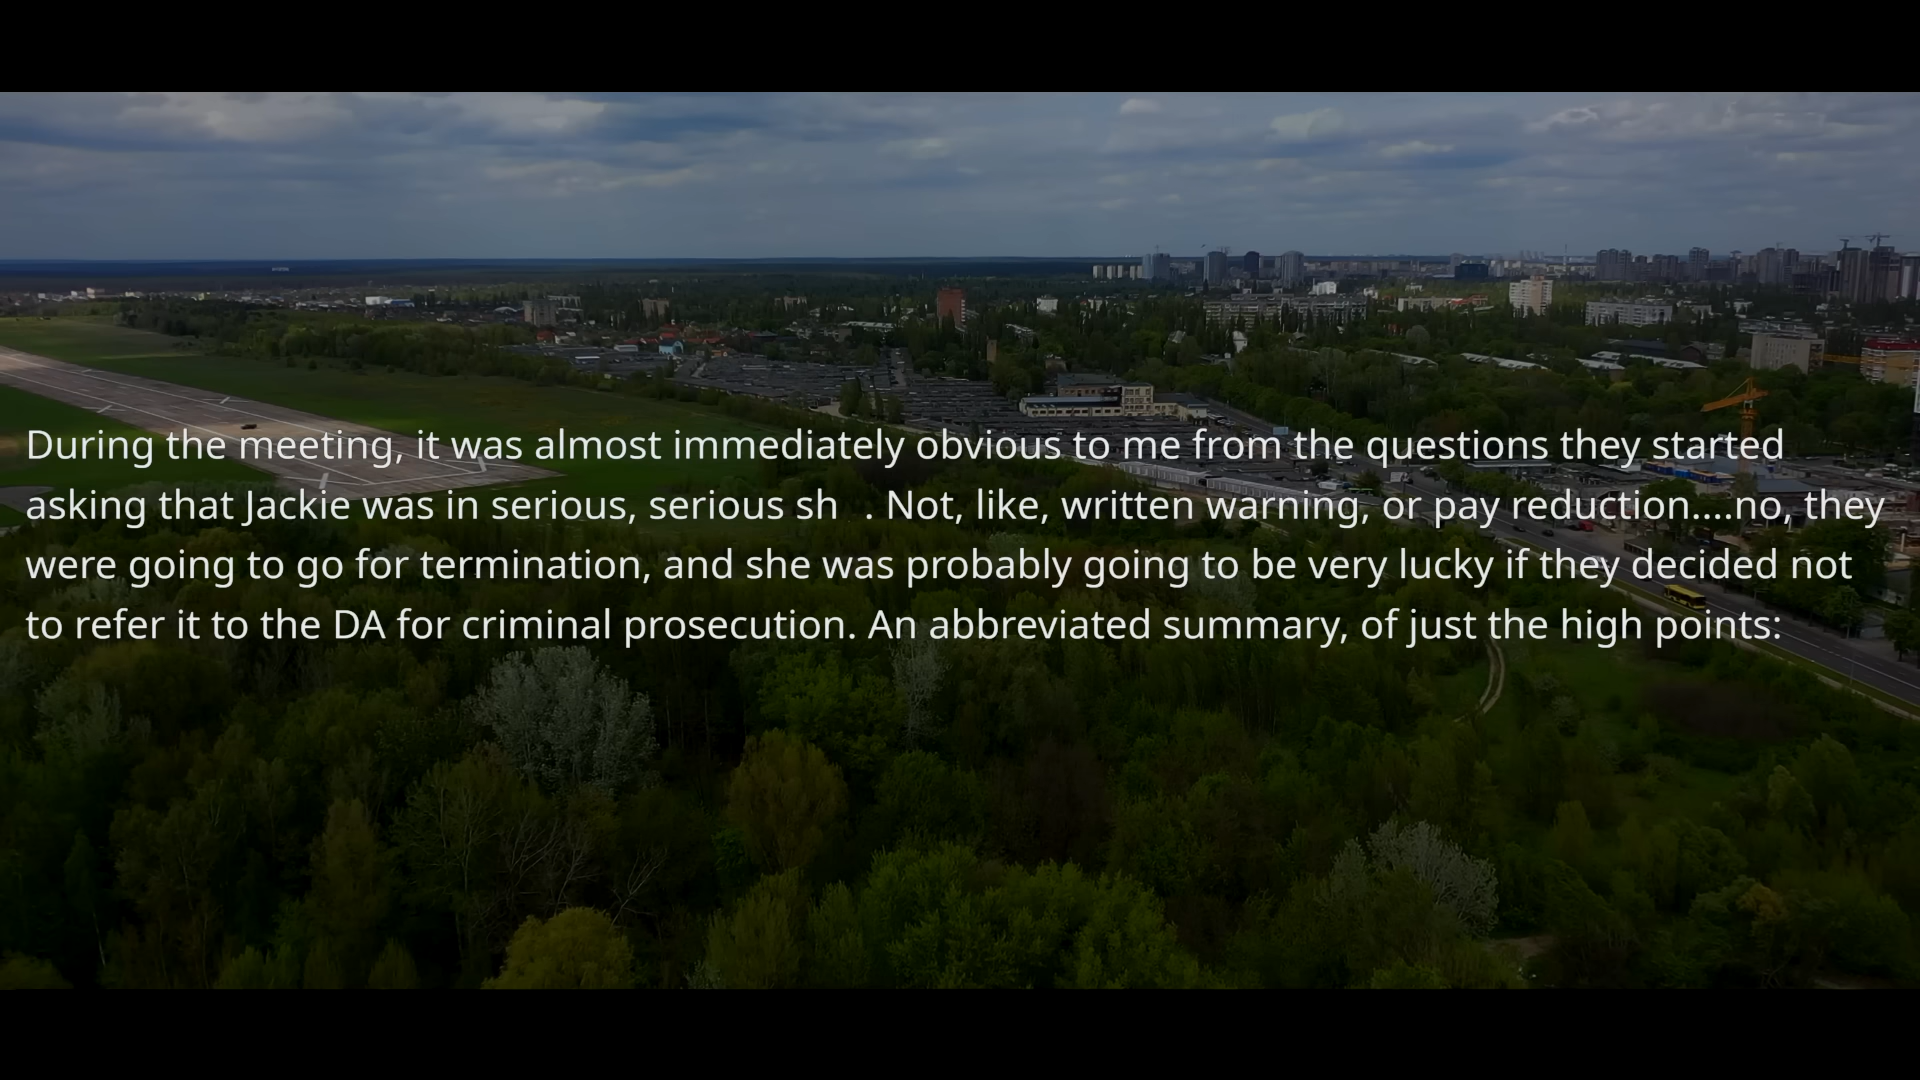 During the meeting, it was almost immediately obvious to me from the questions they started
asking that Jackie was in serious, serious sh  . Not, like, written warning, or pay reduction....no, they
were going to go for termination, and she was probably going to be very lucky if they decided not
to refer it to the DA for criminal prosecution. An abbreviated summary, of just the high points: